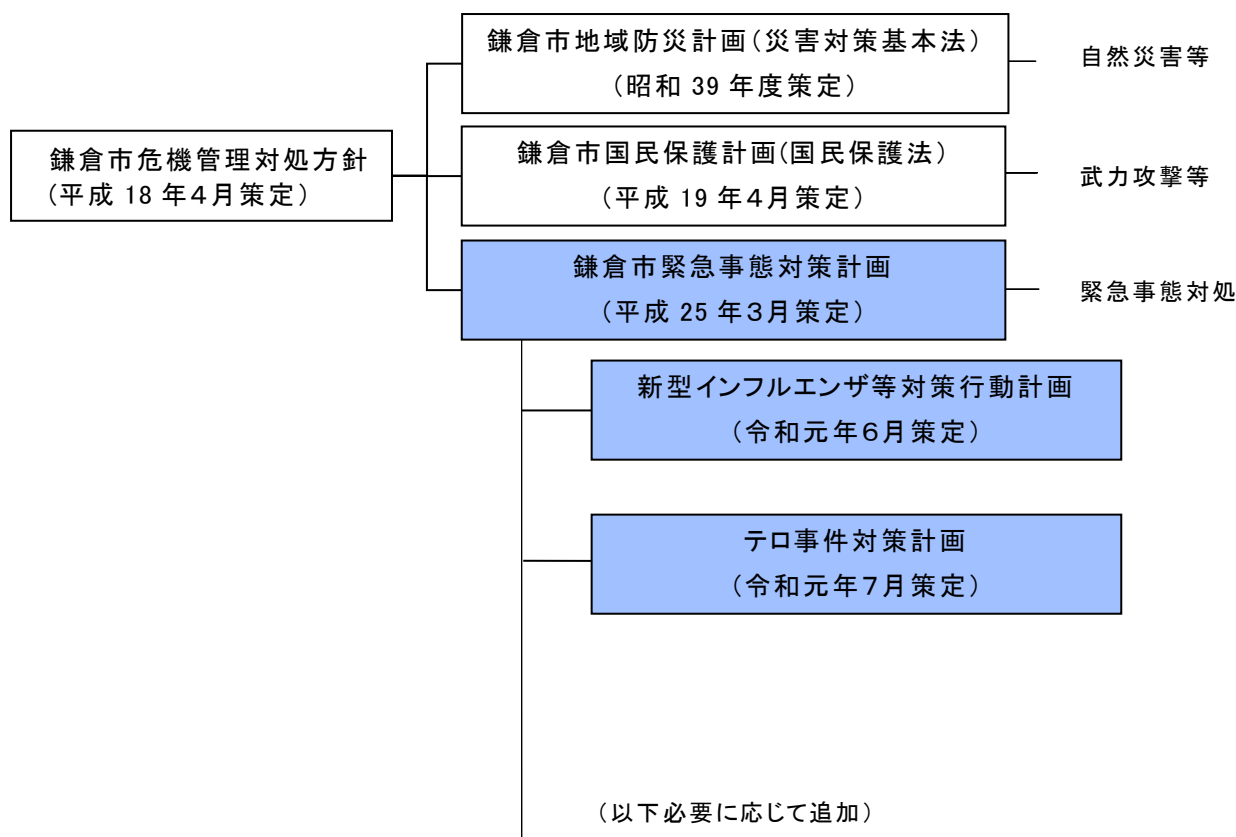 鎌倉市地域防災計画(災害対策基本法)
(昭和 39 年度策定)
自然災害等
鎌倉市危機管理対処方針
(平成 18 年４月策定)
鎌倉市国民保護計画(国民保護法)
(平成 19 年４月策定)
武力攻撃等
鎌倉市緊急事態対策計画
(平成 25 年３月策定)
緊急事態対処
新型インフルエンザ等対策行動計画
(令和元年６月策定)
テロ事件対策計画
(令和元年７月策定)
(以下必要に応じて追加)